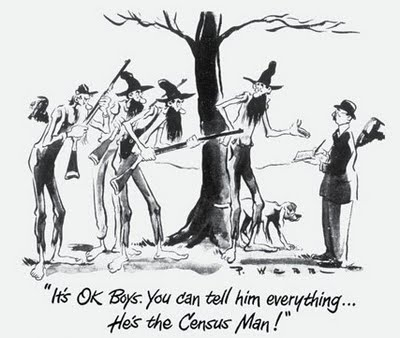 P. WEBB
"It's OK Boys. You can tell him everything...
He's the Census Man!"